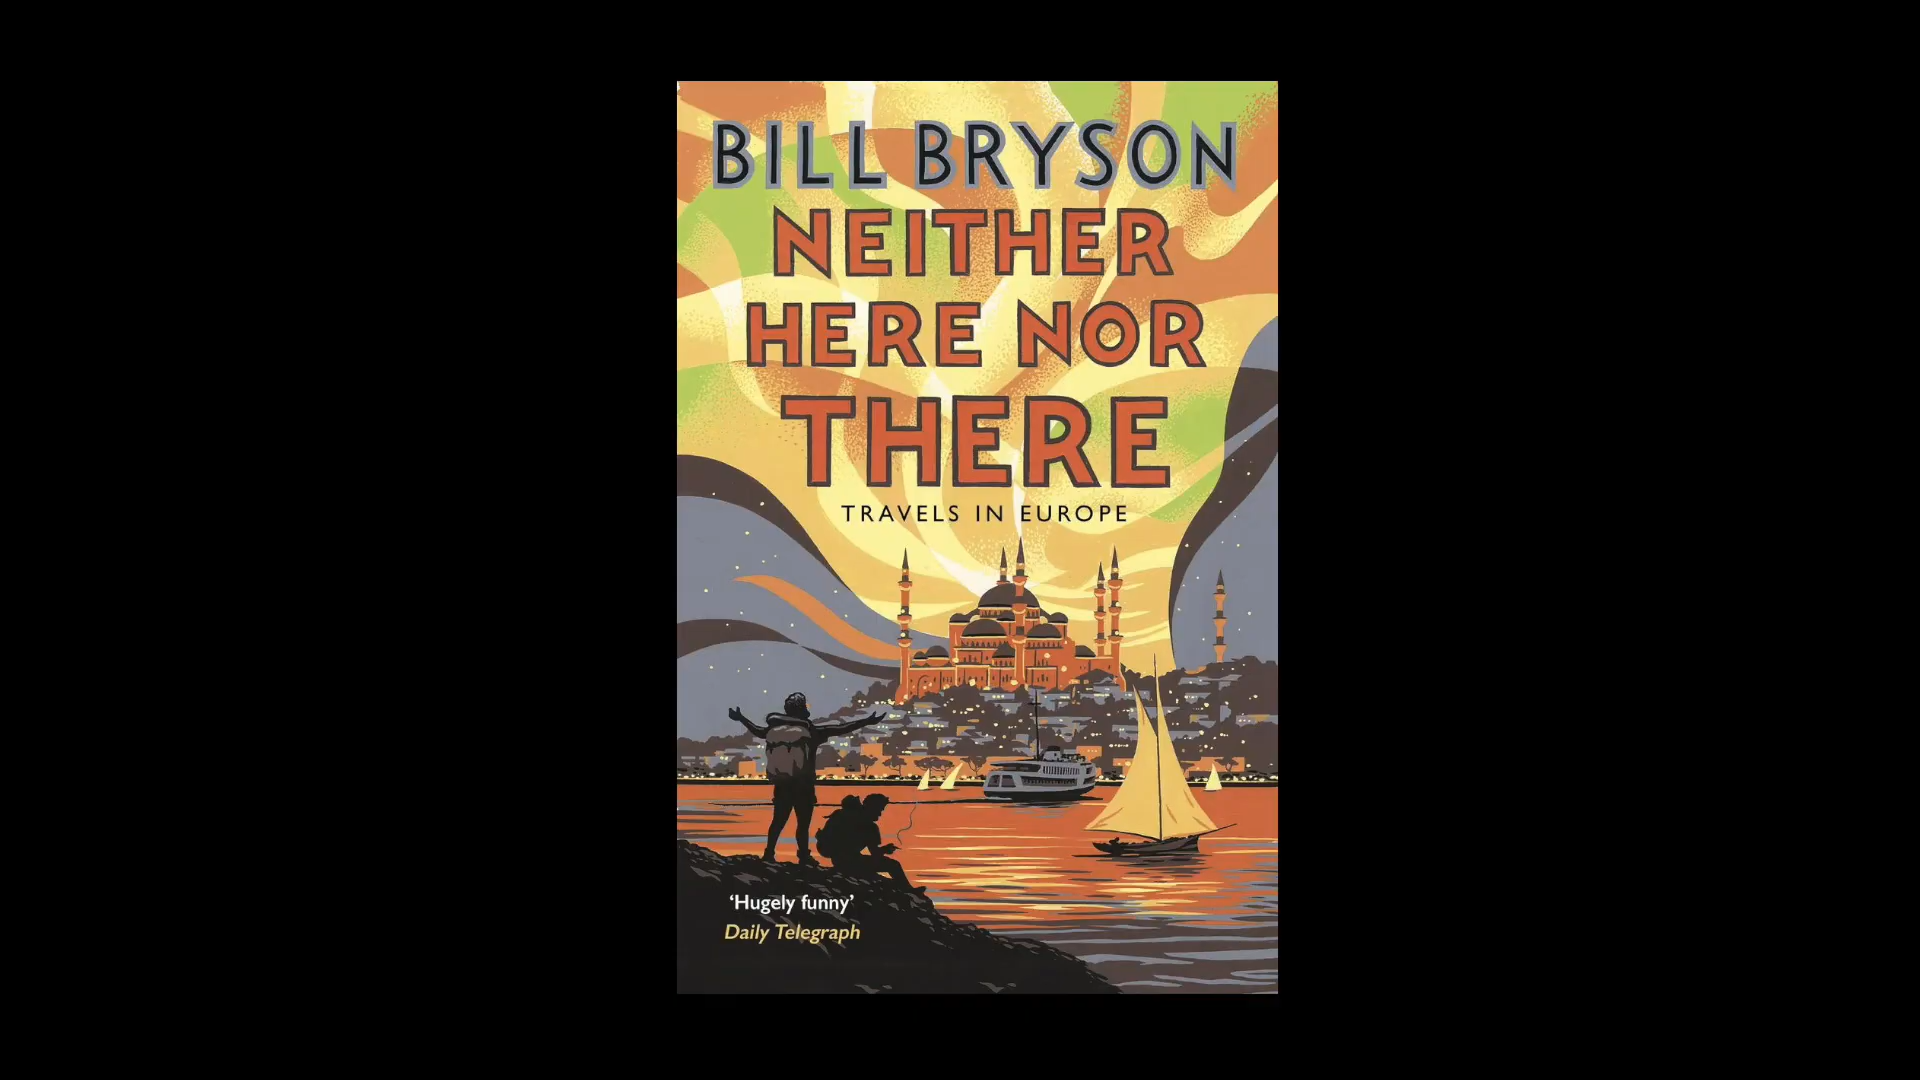 BILL BRYSON
NEITHER
HERE NOR
THERE
TRAVELS IN EUROPE
‘Hugely funny’
Daily Telegraph